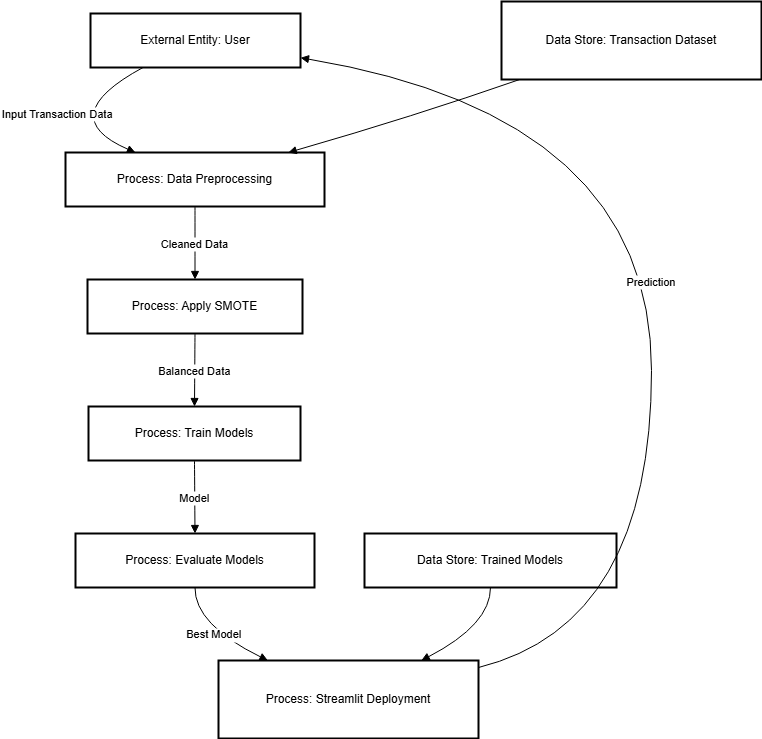 External Entity: User
Data Store: Transaction Dataset
Input Transaction Data
Process: Data Preprocessing
Cleaned Data
Prediction
Process: Apply SMOTE
Balanced Data
Process: Train Models
Model
Process: Evaluate Models
Data Store: Trained Models
Best Model
Process: Streamlit Deployment